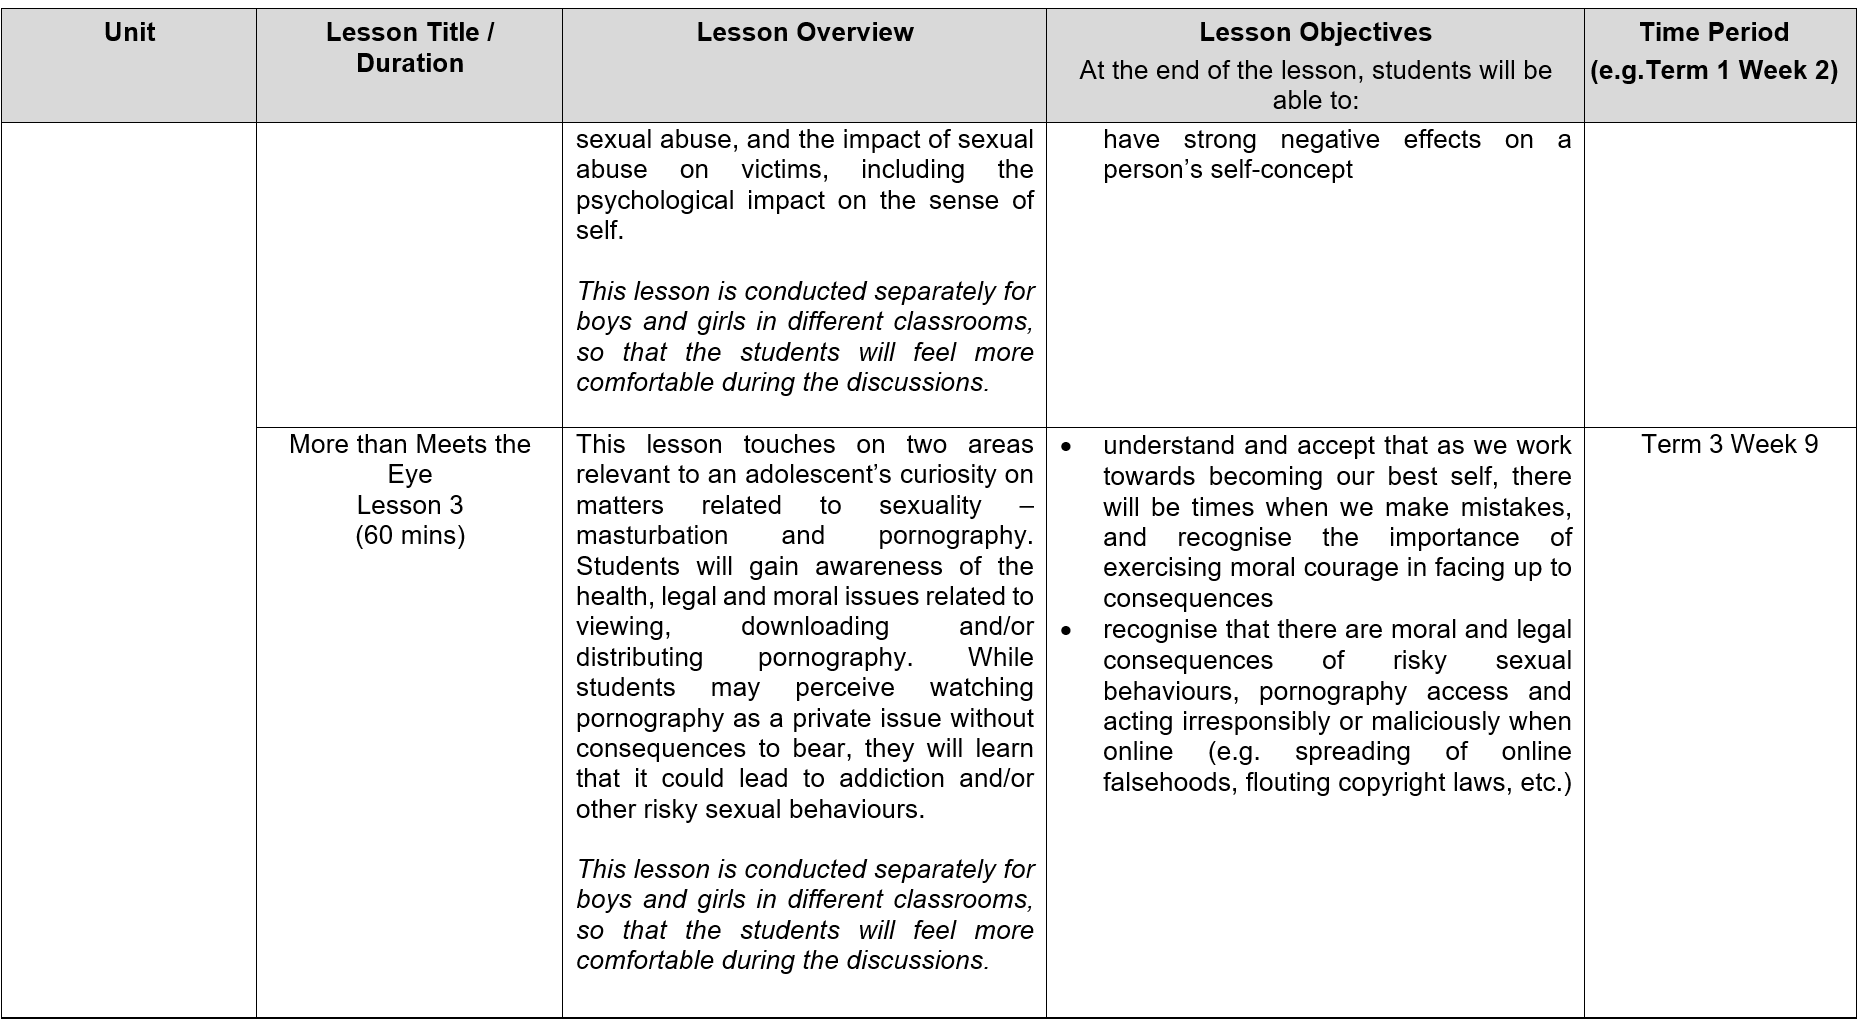 Unit
Lesson Title /
Duration
Lesson Overview
Lesson Objectives
At the end of the lesson, students will be
able to:
Time Period
(e.g.Term 1 Week 2)
sexual abuse, and the impact of sexual
abuse on victims, including the
psychological impact on the sense of
self.
This lesson is conducted separately for
boys and girls in different classrooms,
so that the students will feel more
comfortable during the discussions.
have strong negative effects on a
person’s self-concept
More than Meets the
Eye
Lesson 3
(60 mins)
This lesson touches on two areas
relevant to an adolescent’s curiosity on
matters related to sexuality –
masturbation and pornography.
Students will gain awareness of the
health, legal and moral issues related to
viewing, downloading and/or
distributing pornography. While
students may perceive watching
pornography as a private issue without
consequences to bear, they will learn
that it could lead to addiction and/or
other risky sexual behaviours.
This lesson is conducted separately for
boys and girls in different classrooms,
so that the students will feel more
comfortable during the discussions.
• understand and accept that as we work
towards becoming our best self, there
will be times when we make mistakes,
and recognise the importance of
exercising moral courage in facing up to
consequences
• recognise that there are moral and legal
consequences of risky sexual
behaviours, pornography access and
acting irresponsibly or maliciously when
online (e.g. spreading of online
falsehoods, flouting copyright laws, etc.)
Term 3 Week 9